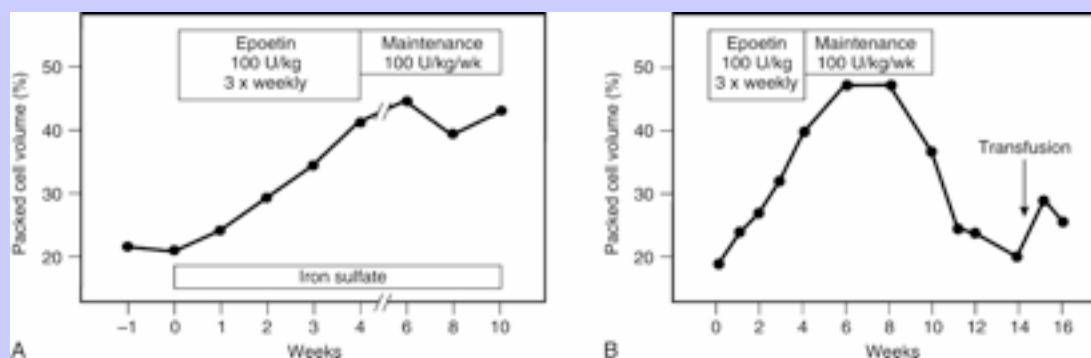 Epoetin
100 U/kg
3 x weekly
Maintenance
100 U/kg/wk
50
40
30
20
Packed cell volume (%)
Iron sulfate
-1 0 1 2 3 4 6 8 10
Weeks
A
Epoetin
100 U/kg
3 x weekly
Maintenance
100 U/kg/wk
Transfusion
50
40
30
20
Packed cell volume (%)
0 2 4 6 8 10 12 14 16
Weeks
B